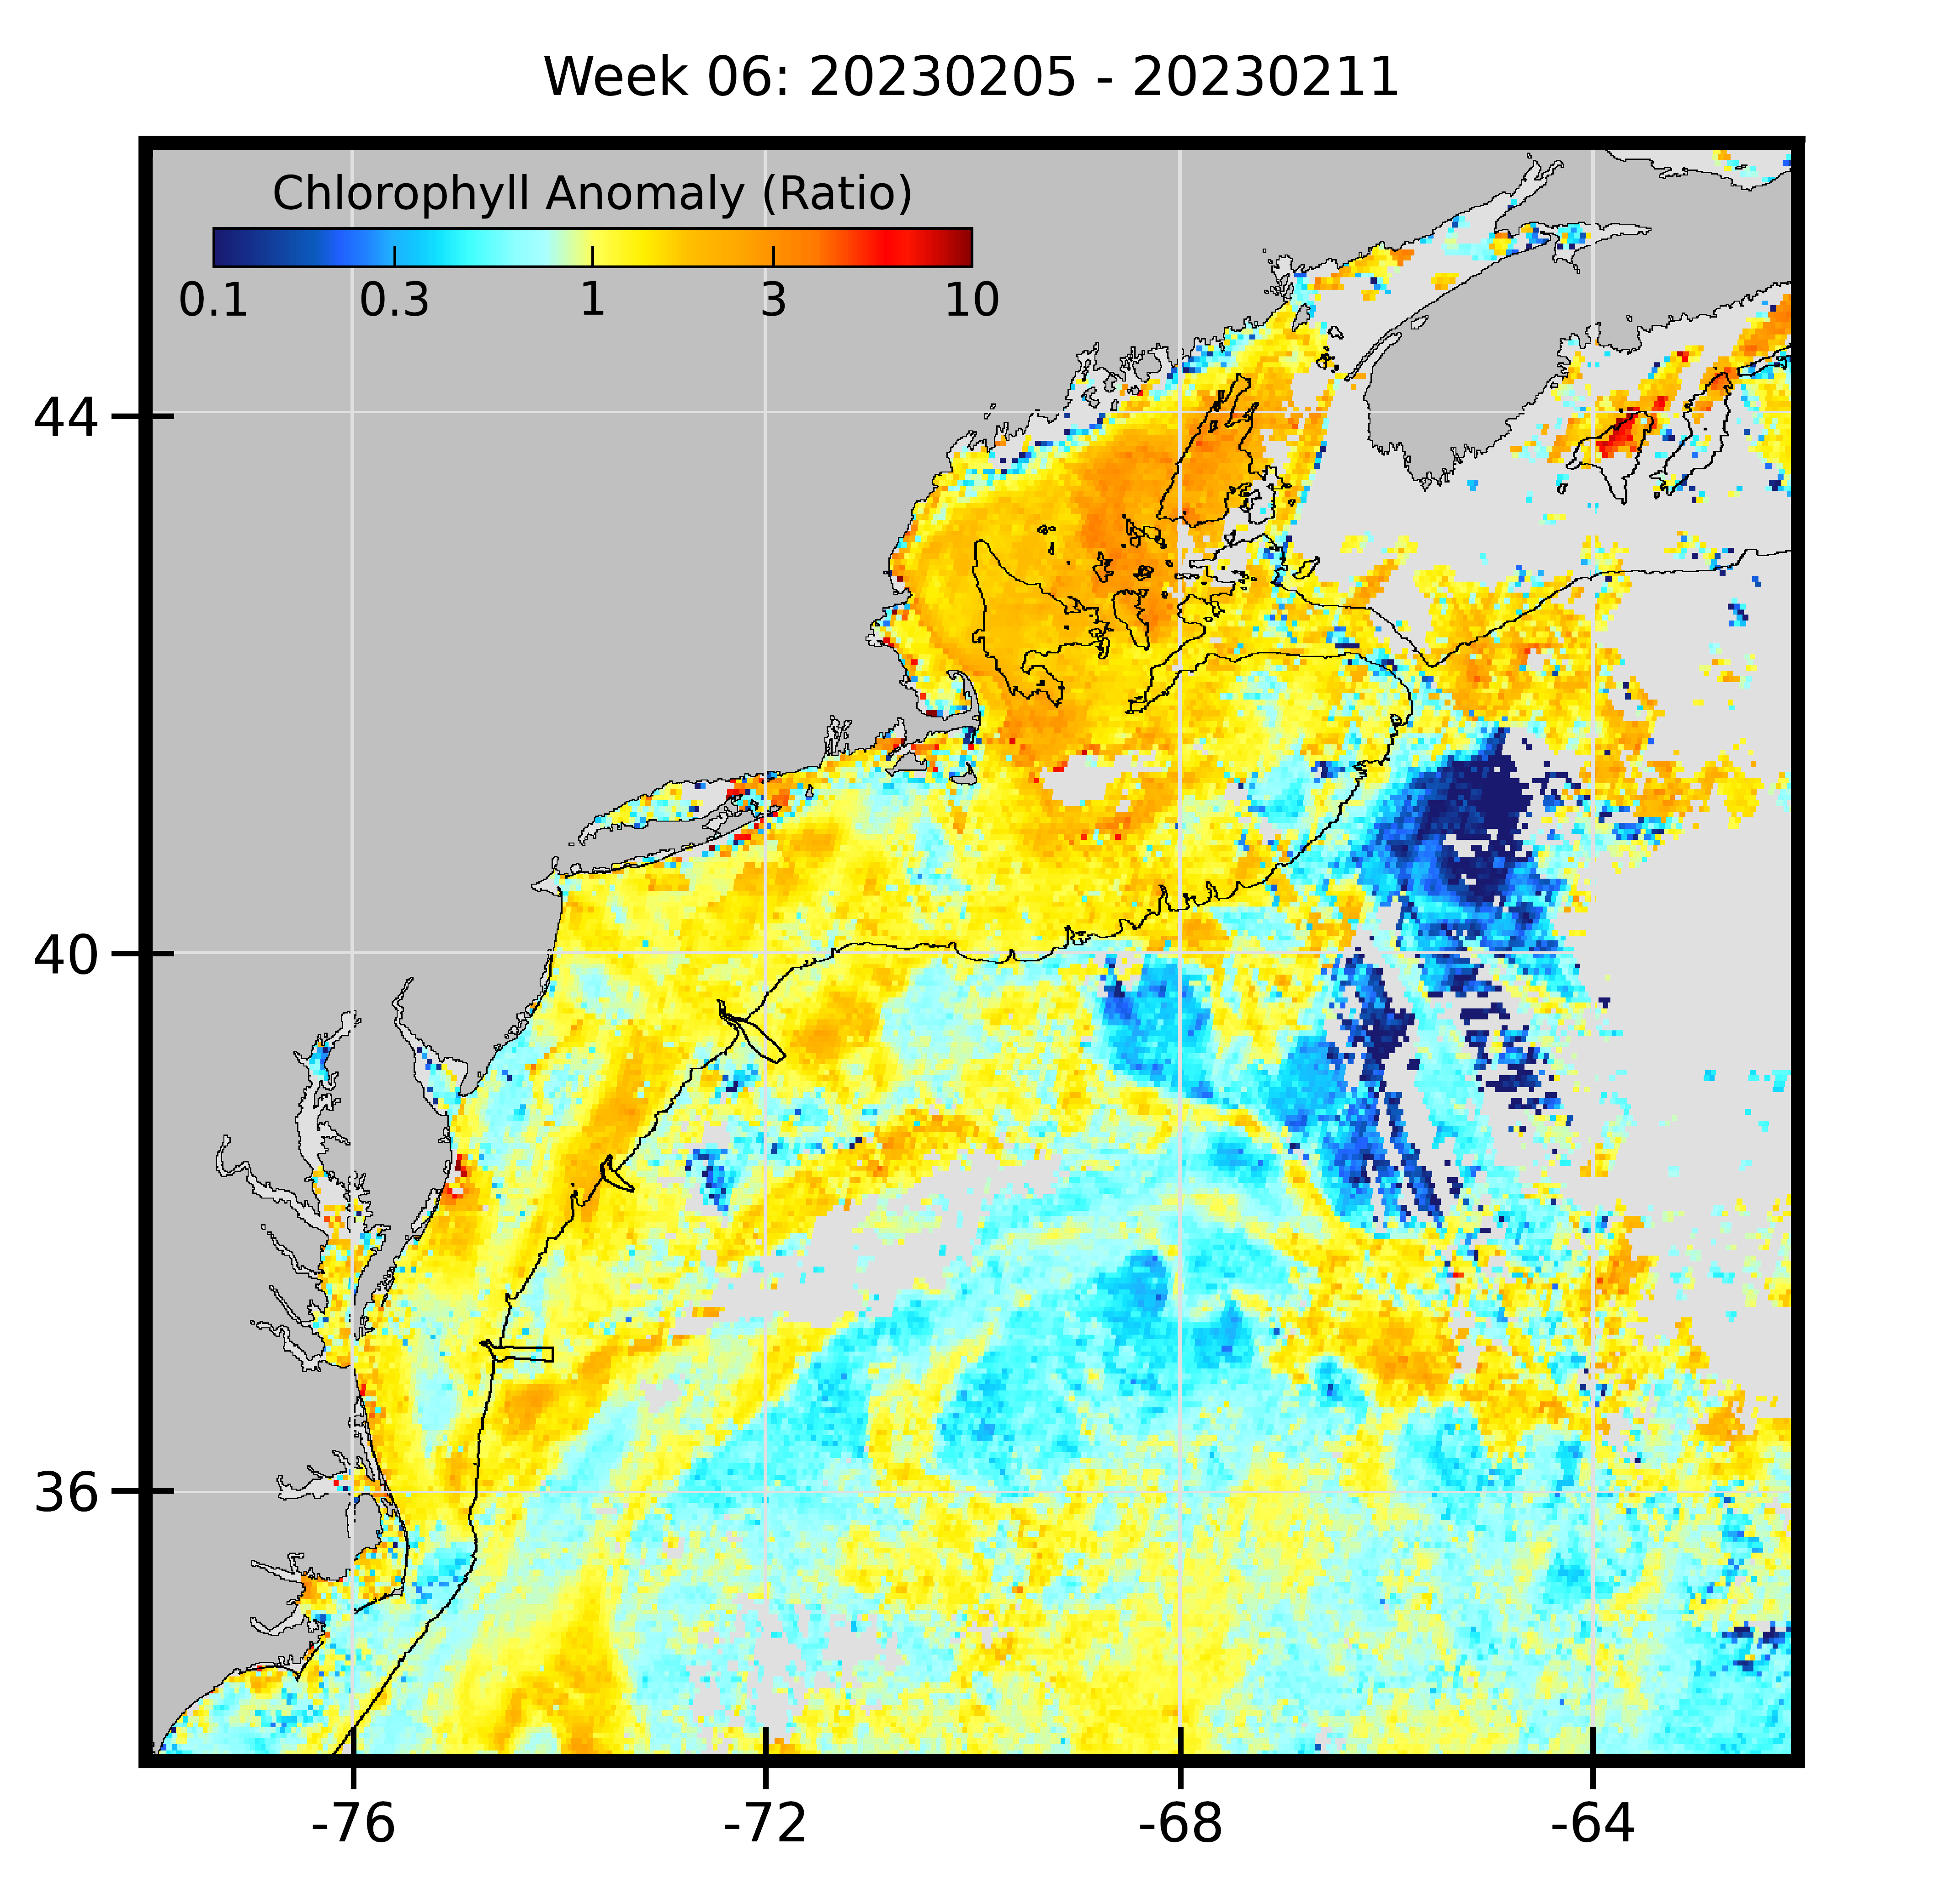 Week 06: 20230205 - 20230211
Chlorophyll Anomaly (Ratio)
0.1 0.3 1 3 10
44
40
36
-76 -72 -68 -64